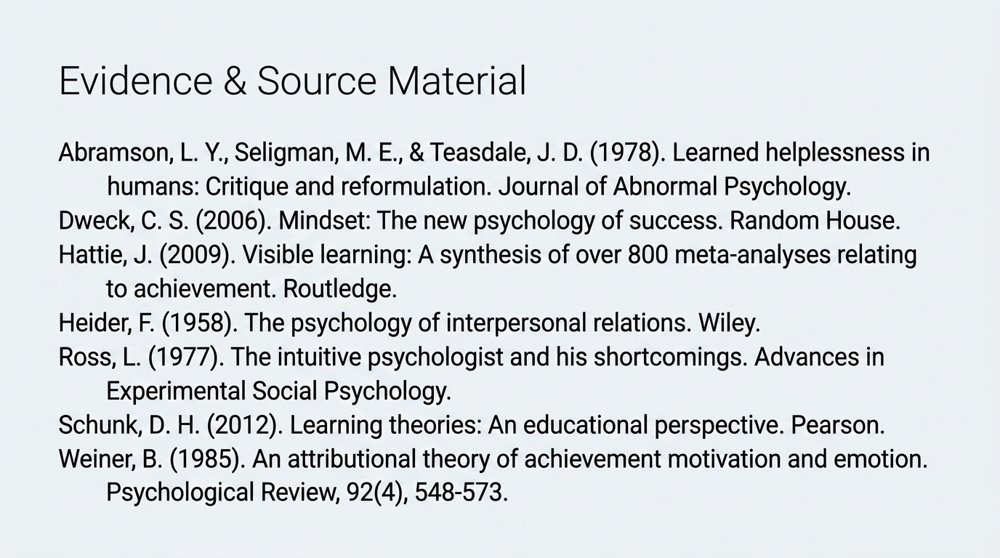 Evidence & Source Material
Abramson, L. Y., Seligman, M. E., & Teasdale, J. D. (1978). Learned helplessness in
humans: Critique and reformulation. Journal of Abnormal Psychology.
Dweck, C. S. (2006). Mindset: The new psychology of success. Random House.
Hattie, J. (2009). Visible learning: A synthesis of over 800 meta-analyses relating
to achievement. Routledge.
Heider, F. (1958). The psychology of interpersonal relations. Wiley.
Ross, L. (1977). The intuitive psychologist and his shortcomings. Advances in
Experimental Social Psychology.
Schunk, D. H. (2012). Learning theories: An educational perspective. Pearson.
Weiner, B. (1985). An attributional theory of achievement motivation and emotion.
Psychological Review, 92(4), 548-573.